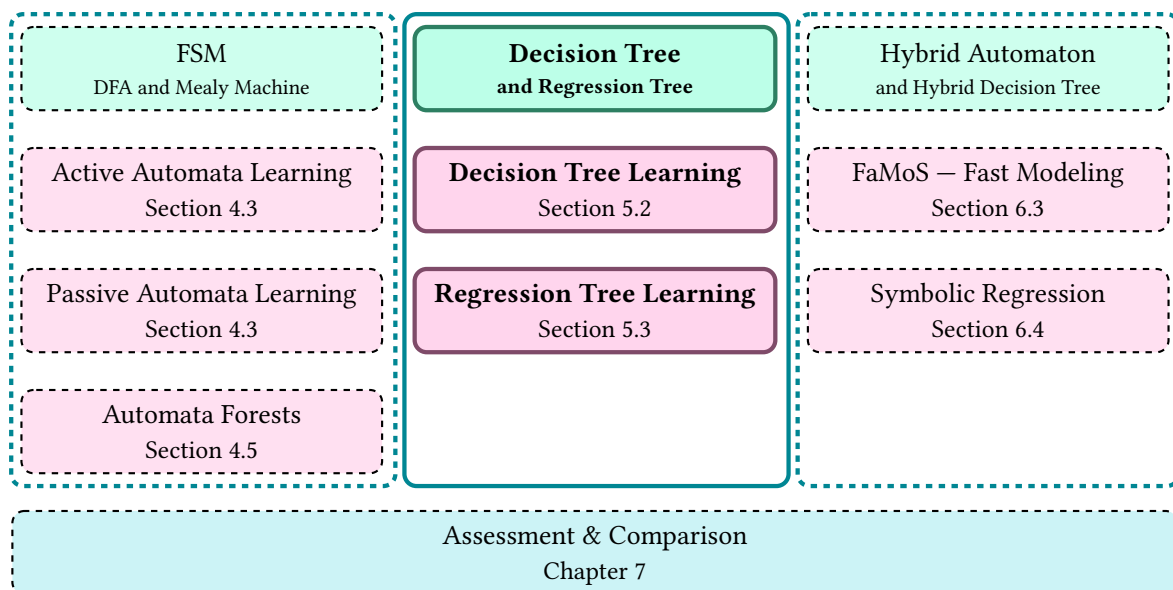 FSM
DFA and Mealy Machine
Active Automata Learning
Section 4.3
Passive Automata Learning
Section 4.3
Automata Forests
Section 4.5
Decision Tree
and Regression Tree
Decision Tree Learning
Section 5.2
Regression Tree Learning
Section 5.3
Hybrid Automaton
and Hybrid Decision Tree
FaMoS — Fast Modeling
Section 6.3
Symbolic Regression
Section 6.4
Assessment & Comparison
Chapter 7